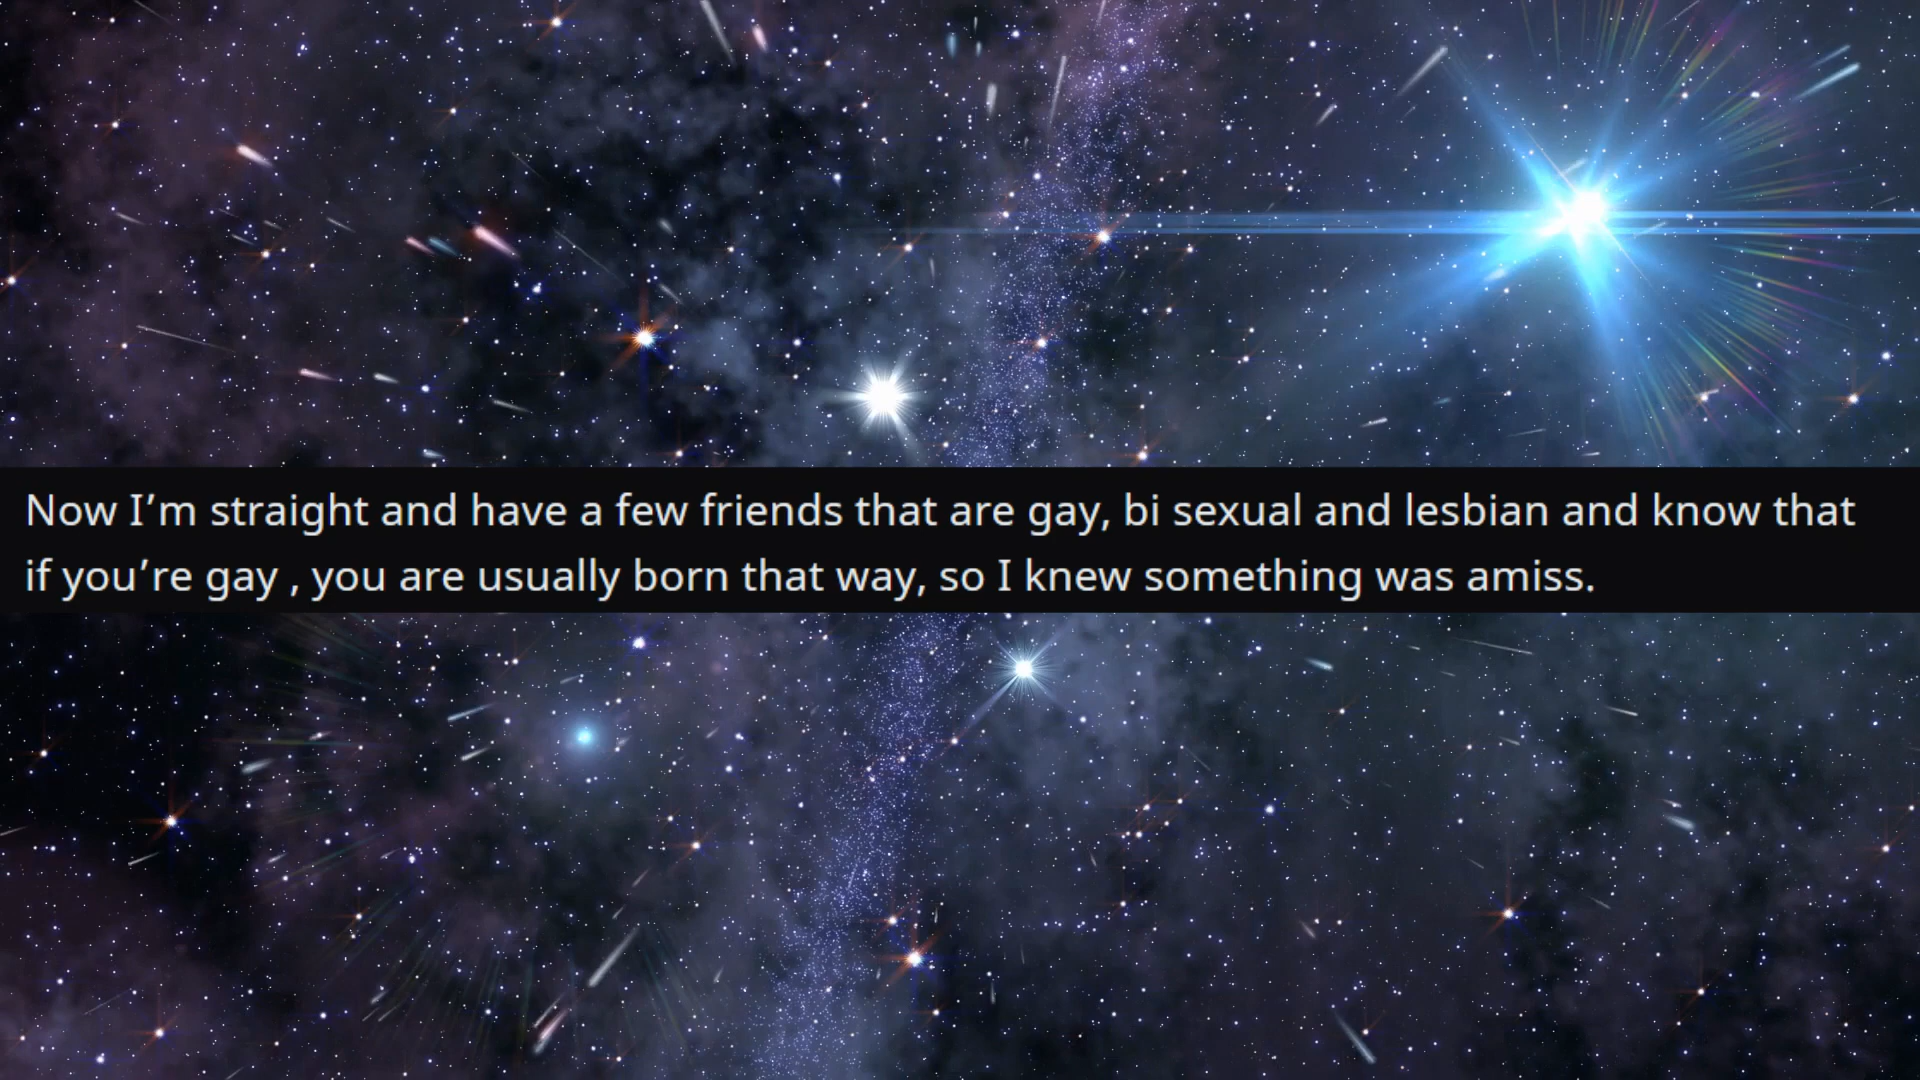 Now I’m straight and have a few friends that are gay, bi sexual and lesbian and know that
if you’re gay , you are usually born that way, so I knew something was amiss.